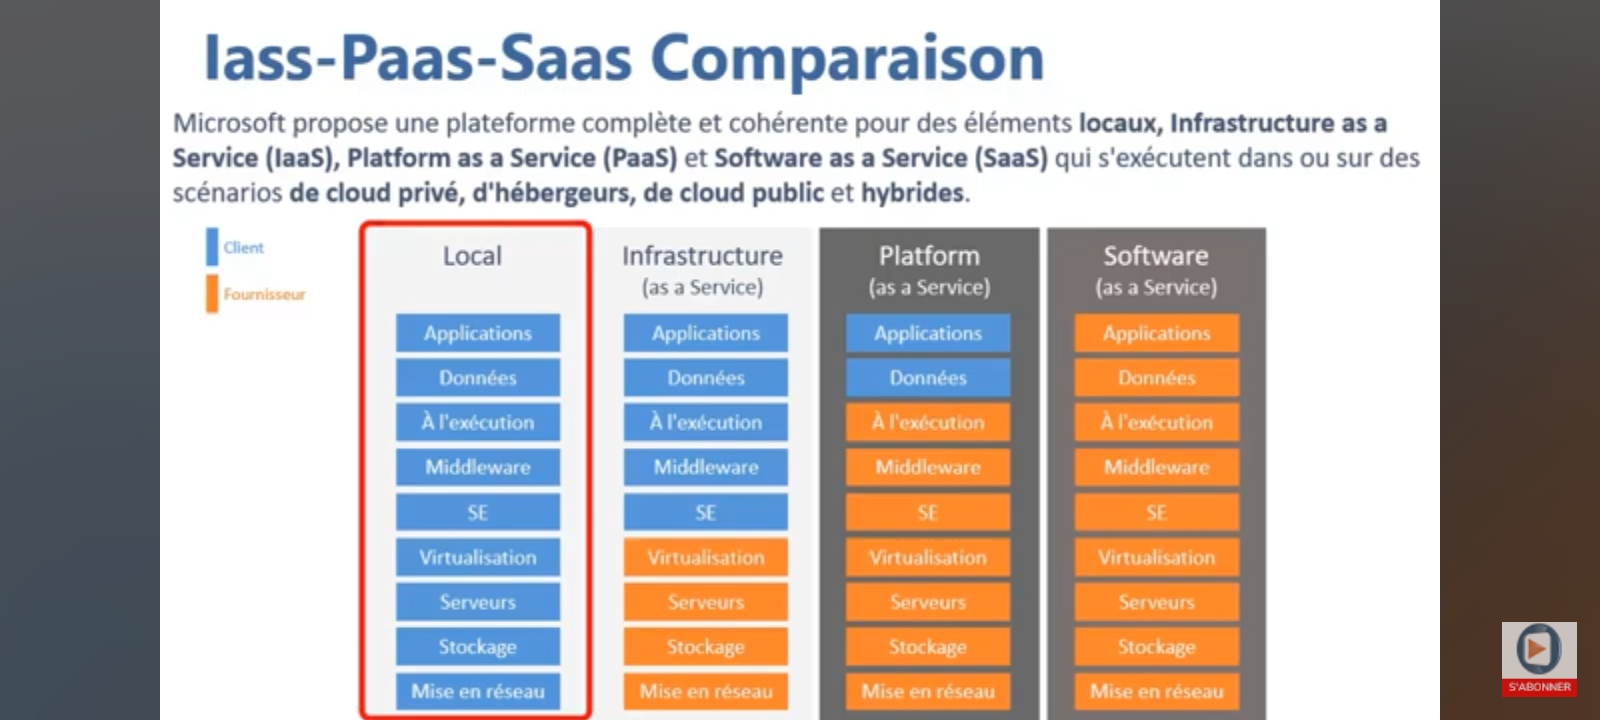 Iass-Paas-Saas Comparaison
Microsoft propose une plateforme complète et cohérente pour des éléments locaux, Infrastructure as a
Service (IaaS), Platform as a Service (PaaS) et Software as a Service (SaaS) qui s'exécutent dans ou sur des
scénarios de cloud privé, d'hébergeurs, de cloud public et hybrides.
Client
Fournisseur
Local
Applications
Données
À l'exécution
Middleware
SE
Virtualisation
Serveurs
Stockage
Mise en réseau
Infrastructure
(as a Service)
Applications
Données
À l'exécution
Middleware
SE
Virtualisation
Serveurs
Stockage
Mise en réseau
Platform
(as a Service)
Applications
Données
À l'exécution
Middleware
SE
Virtualisation
Serveurs
Stockage
Mise en réseau
Software
(as a Service)
Applications
Données
À l'exécution
Middleware
SE
Virtualisation
Serveurs
Stockage
Mise en réseau
S'ABONNER